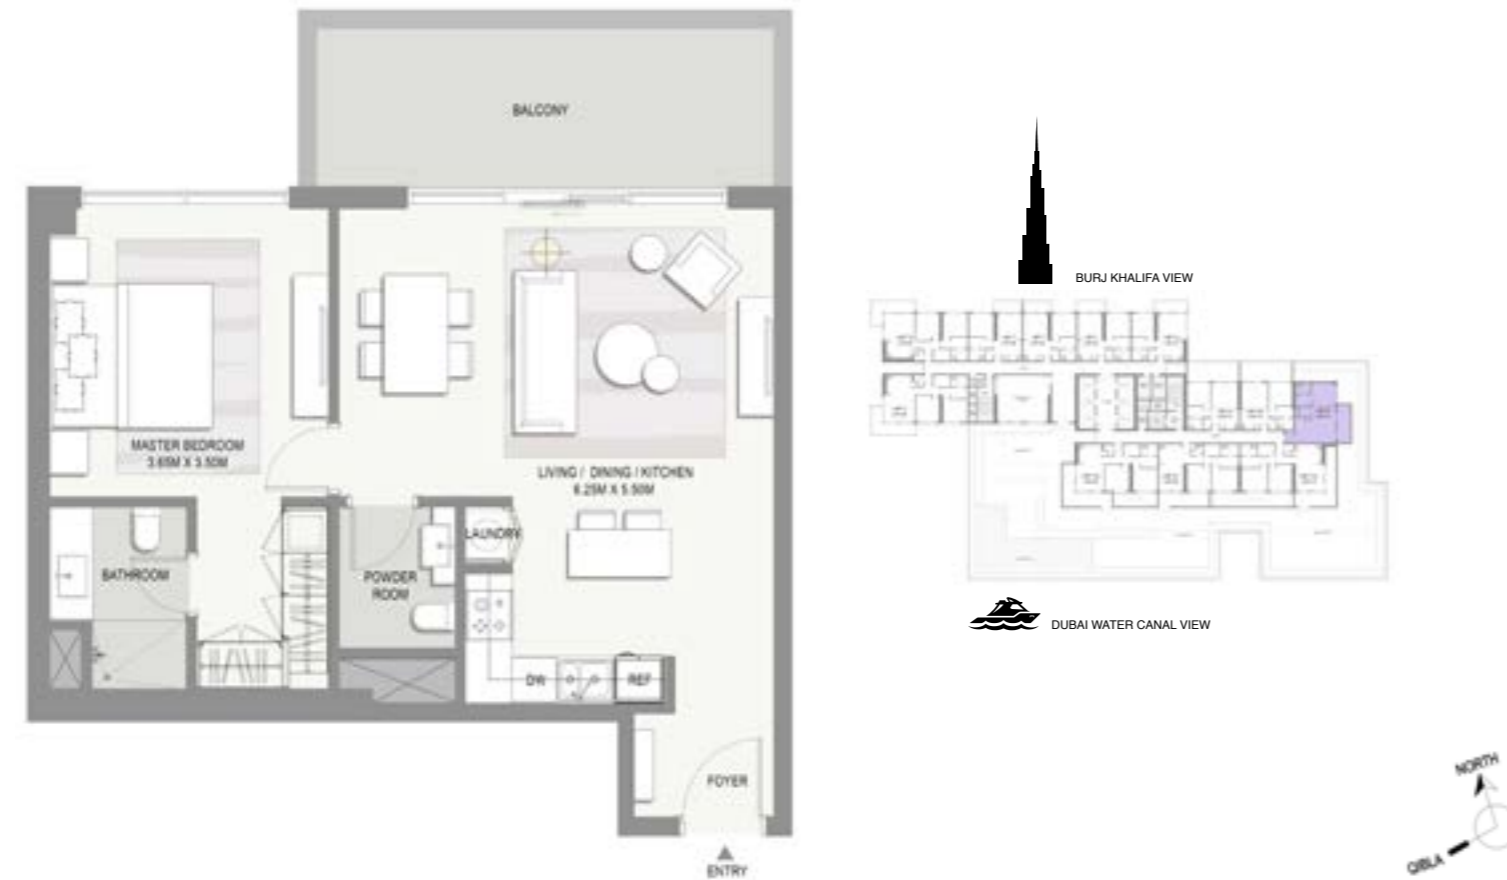 BALCONY
MASTER BEDROOM
3.65M X 3.50M
LIVING / DINING / KITCHEN
6.25M X 5.50M
LAUNDRY
BATHROOM
POWDER
ROOM
DW
REF
FOYER
ENTRY
BURJ KHALIFA VIEW
DUBAI WATER CANAL VIEW
NORTH
QIBLA